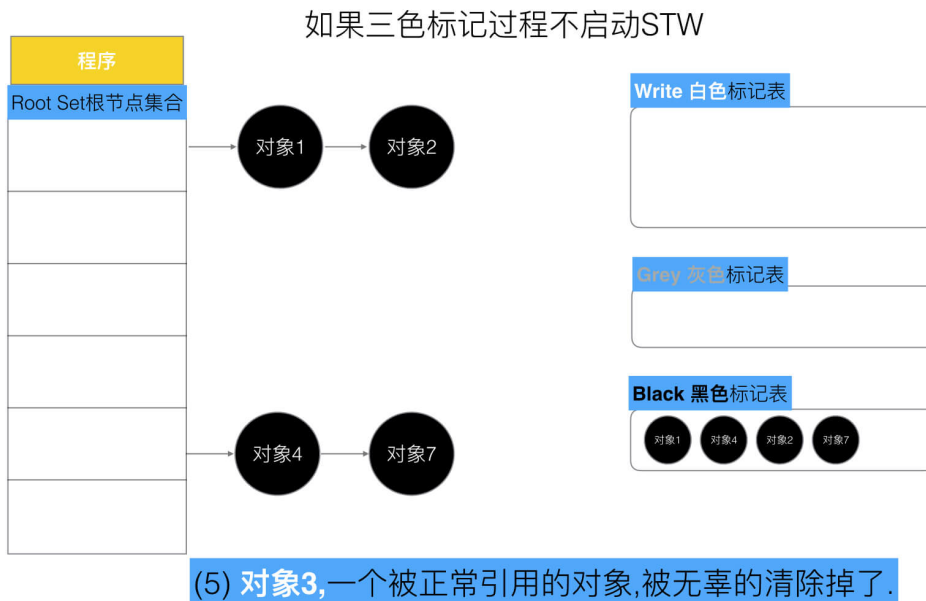 如果三色标记过程不启动STW
程序
Root Set根节点集合
对象1
对象2
对象4
对象7
Write 白色标记表
Grey 灰色标记表
Black 黑色标记表
对象1
对象4
对象2
对象7
(5) 对象3,一个被正常引用的对象,被无辜的清除掉了.